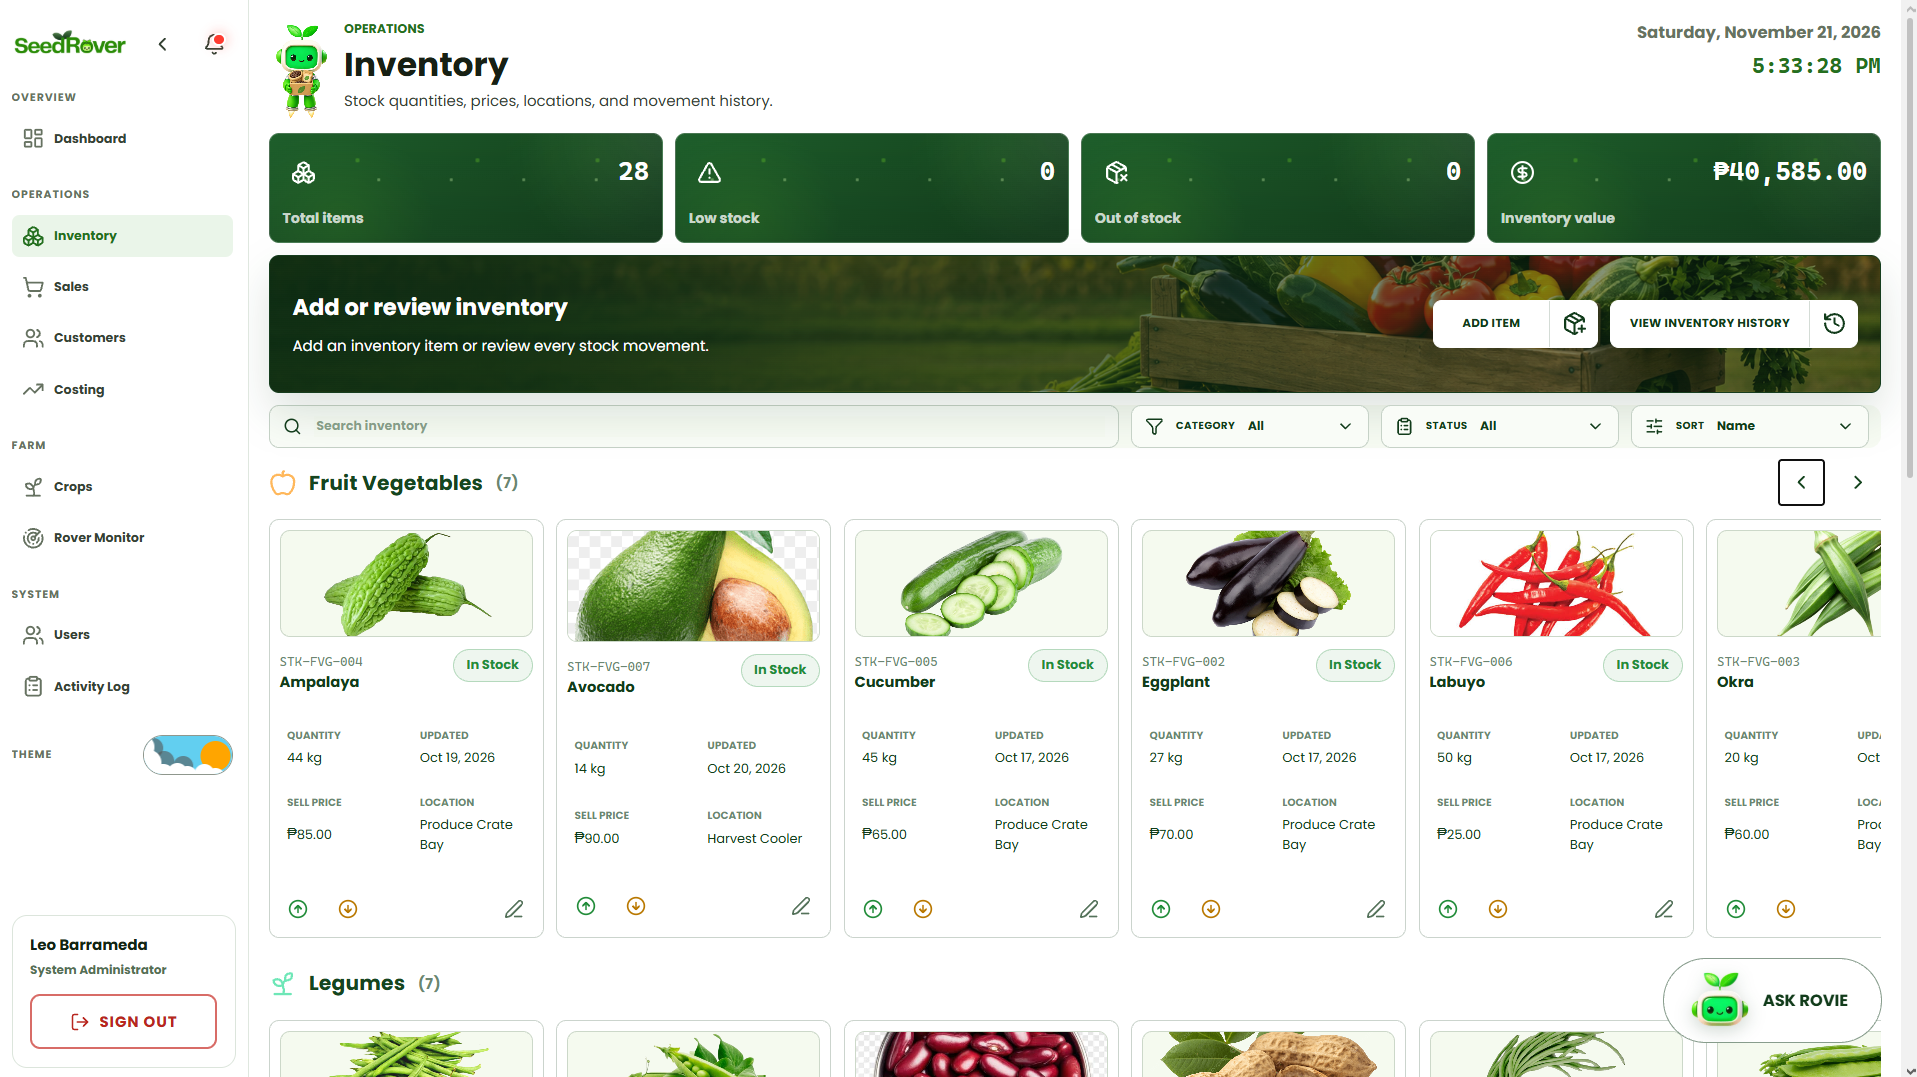 SeedRover
OVERVIEW
Dashboard
OPERATIONS
Inventory
Sales
Customers
Costing
FARM
Crops
Rover Monitor
SYSTEM
Users
Activity Log
THEME
Leo Barrameda
System Administrator
SIGN OUT
OPERATIONS
Inventory
Stock quantities, prices, locations, and movement history.
Saturday, November 21, 2026
5:33:28 PM
28
Total items
0
Low stock
0
Out of stock
₱40,585.00
Inventory value
Add or review inventory
Add an inventory item or review every stock movement.
ADD ITEM
VIEW INVENTORY HISTORY
Search inventory
CATEGORY All
STATUS All
SORT Name
Fruit Vegetables (7)
STK-FVG-004
Ampalaya
In Stock
QUANTITY
44 kg
UPDATED
Oct 19, 2026
SELL PRICE
₱85.00
LOCATION
Produce Crate
Bay
STK-FVG-007
Avocado
In Stock
QUANTITY
14 kg
UPDATED
Oct 20, 2026
SELL PRICE
₱90.00
LOCATION
Harvest Cooler
STK-FVG-005
Cucumber
In Stock
QUANTITY
45 kg
UPDATED
Oct 17, 2026
SELL PRICE
₱65.00
LOCATION
Produce Crate
Bay
STK-FVG-002
Eggplant
In Stock
QUANTITY
27 kg
UPDATED
Oct 17, 2026
SELL PRICE
₱70.00
LOCATION
Produce Crate
Bay
STK-FVG-006
Labuyo
In Stock
QUANTITY
50 kg
UPDATED
Oct 17, 2026
SELL PRICE
₱25.00
LOCATION
Produce Crate
Bay
STK-FVG-003
Okra
QUANTITY
20 kg
Oct
SELL PRICE
₱60.00
Bay
Legumes (7)
ASK ROVIE